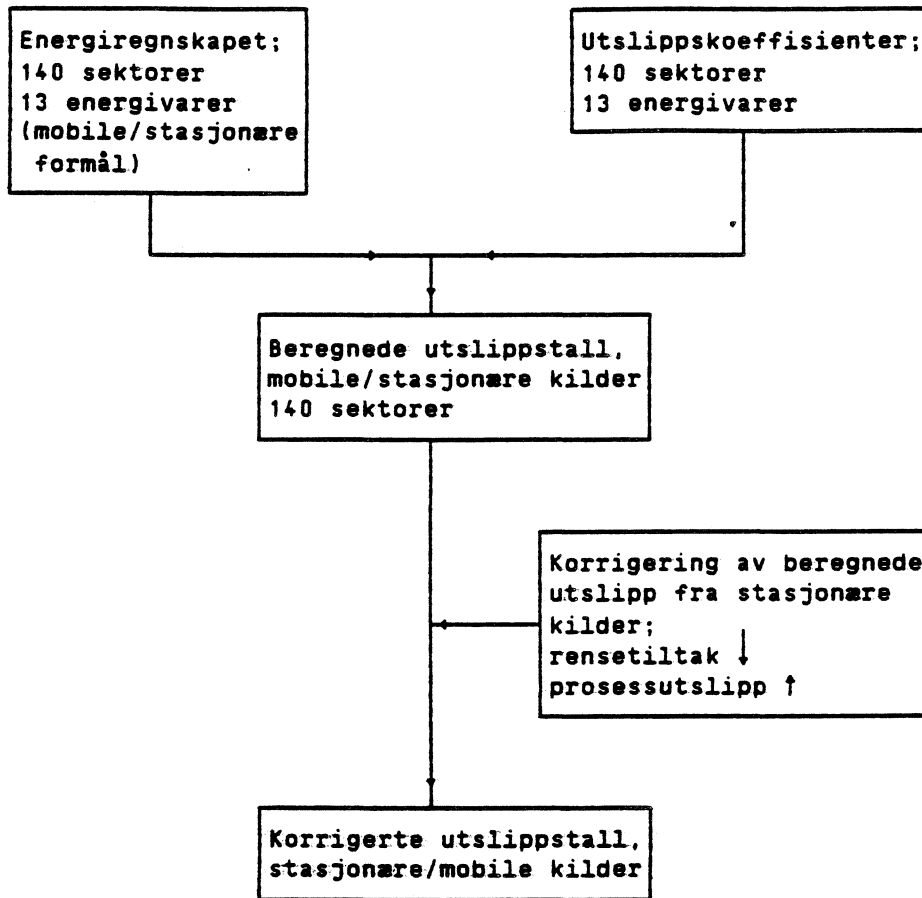 Energiregnskapet;
140 sektorer
13 energivarer
(mobile/stasjonære
formål)
Utslippskoeffisienter;
140 sektorer
13 energivarer
Beregnede utslippstall,
mobile/stasjonære kilder
140 sektorer
Korrigering av beregnede
utslipp fra stasjonære
kilder;
rensetiltak ↓
prosessutslipp ↑
Korrigerte utslippstall,
stasjonære/mobile kilder